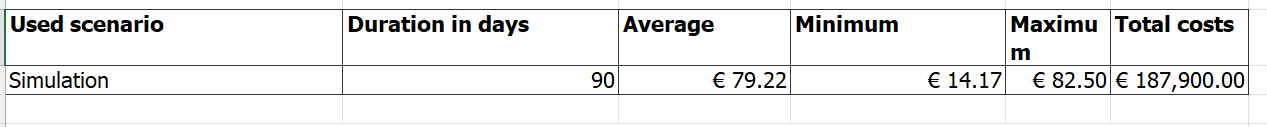 Used scenario Duration in days Average Minimum Maximu Total costs
m
Simulation 90 € 79.22 € 14.17 € 82.50 € 187,900.00